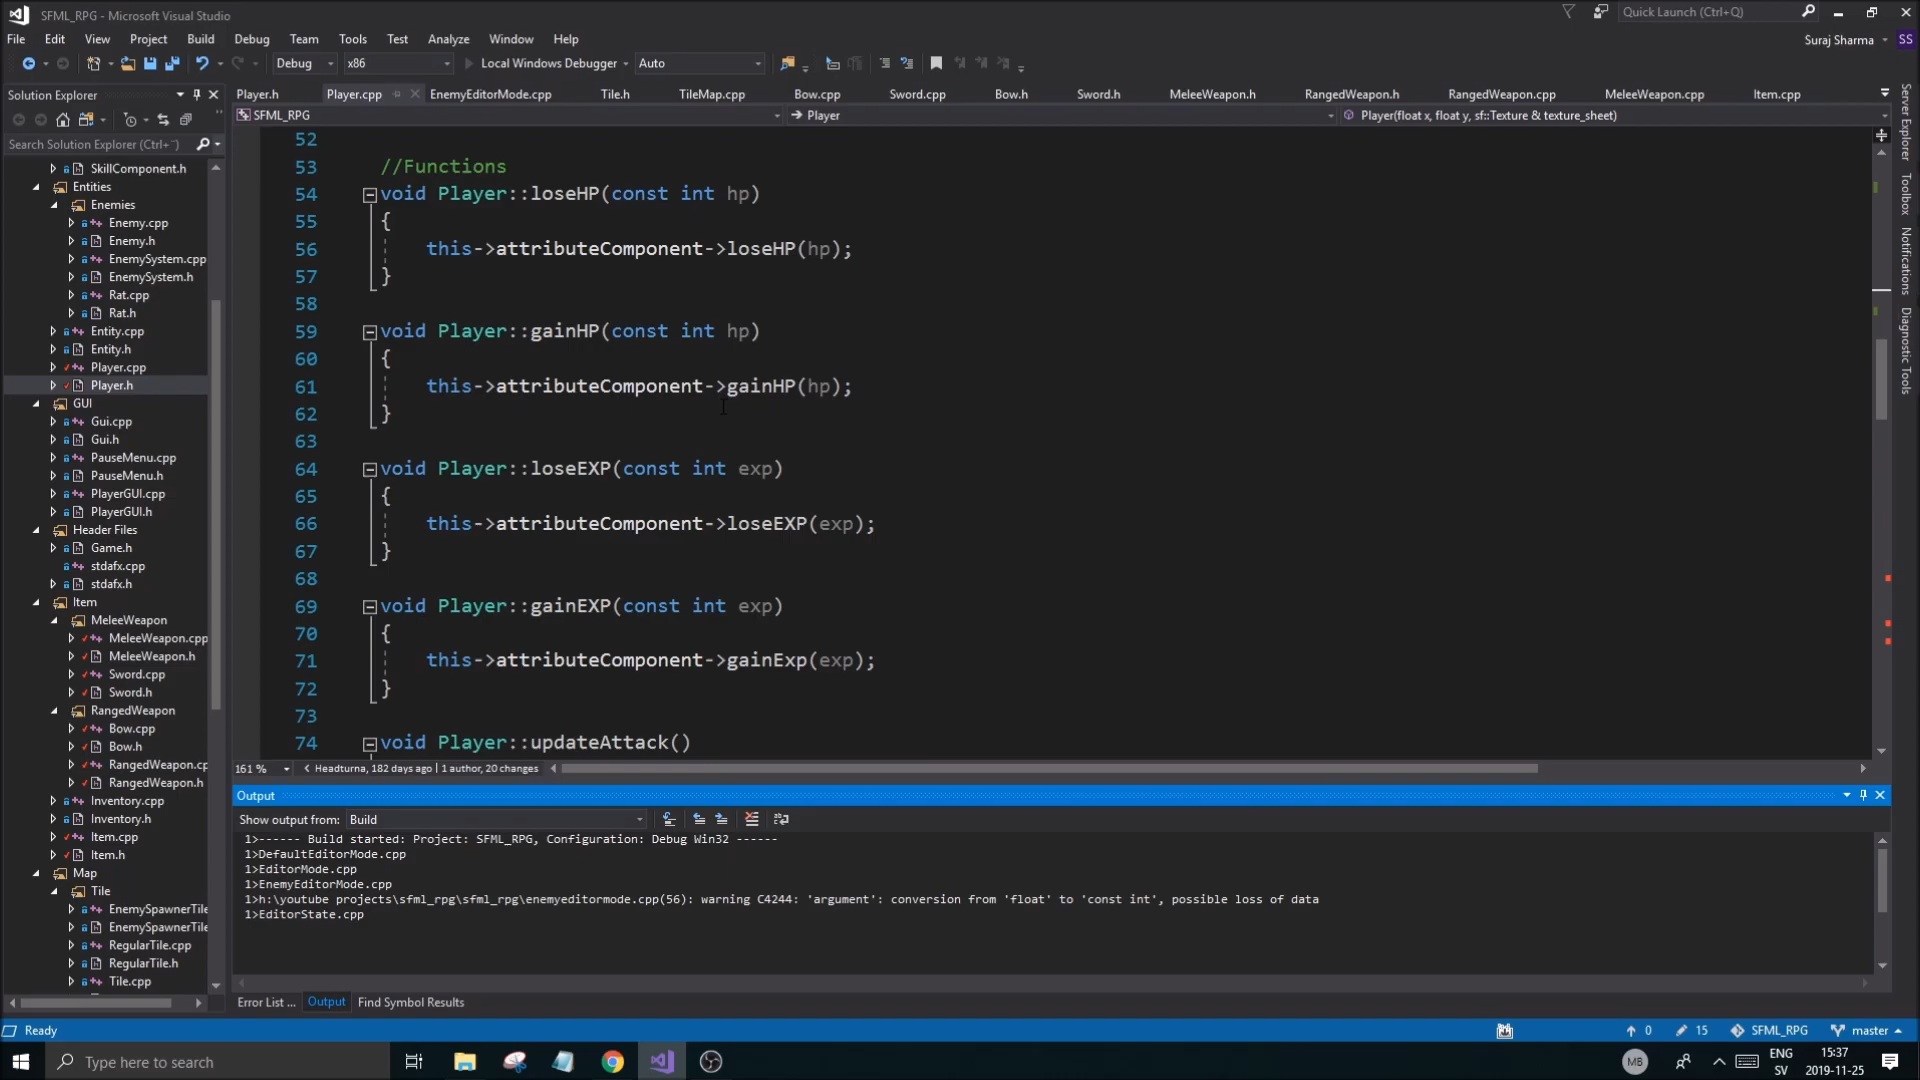 SFML_RPG - Microsoft Visual Studio
Quick Launch (Ctrl+Q)
File Edit View Project Build Debug Team Tools Test Analyze Window Help
Suraj Sharma SS
Debug x86 Local Windows Debugger Auto
Solution Explorer
Player.h Player.cpp EnemyEditorMode.cpp Tile.h TileMap.cpp Bow.cpp Sword.cpp Bow.h Sword.h MeleeWeapon.h RangedWeapon.h RangedWeapon.cpp MeleeWeapon.cpp Item.cpp
SFML_RPG Player Player(float x, float y, sf::Texture & texture_sheet)
Search Solution Explorer (Ctrl+¨)
SkillComponent.h
Entities
Enemies
Enemy.cpp
Enemy.h
EnemySystem.cpp
EnemySystem.h
Rat.cpp
Rat.h
Entity.cpp
Entity.h
Player.cpp
Player.h
GUI
Gui.cpp
Gui.h
PauseMenu.cpp
PauseMenu.h
PlayerGUI.cpp
PlayerGUI.h
Header Files
Game.h
stdafx.cpp
stdafx.h
Item
MeleeWeapon
MeleeWeapon.cpp
MeleeWeapon.h
Sword.cpp
Sword.h
RangedWeapon
Bow.cpp
Bow.h
RangedWeapon.cp
RangedWeapon.h
Inventory.cpp
Inventory.h
Item.cpp
Item.h
Map
Tile
EnemySpawnerTile
EnemySpawnerTile
RegularTile.cpp
RegularTile.h
Tile.cpp
52
53 //Functions
54 void Player::loseHP(const int hp)
55 {
56 this->attributeComponent->loseHP(hp);
57 }
58
59 void Player::gainHP(const int hp)
60 {
61 this->attributeComponent->gainHP(hp);
62 }
63
64 void Player::loseEXP(const int exp)
65 {
66 this->attributeComponent->loseEXP(exp);
67 }
68
69 void Player::gainEXP(const int exp)
70 {
71 this->attributeComponent->gainExp(exp);
72 }
73
74 void Player::updateAttack()
161 % Headturna, 182 days ago | 1 author, 20 changes
Server Explorer
Toolbox
Notifications
Diagnostic Tools
Output
Show output from: Build
1>------ Build started: Project: SFML_RPG, Configuration: Debug Win32 ------
1>DefaultEditorMode.cpp
1>EditorMode.cpp
1>EnemyEditorMode.cpp
1>h:\youtube projects\sfml_rpg\sfml_rpg\enemyeditormode.cpp(56): warning C4244: 'argument': conversion from 'float' to 'const int', possible loss of data
1>EditorState.cpp
Error List ... Output Find Symbol Results
Ready 0 15 SFML_RPG master
Type here to search
MB
ENG
SV
15:37
2019-11-25